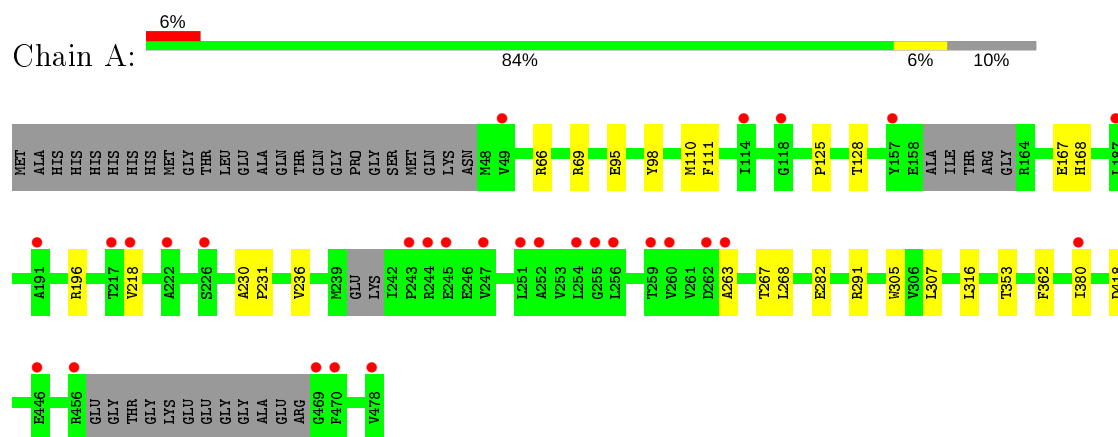 6%
Chain A:
84% 6% 10%
MET ALA HIS HIS HIS HIS HIS HIS MET GLY THR LEU GLU ALA GLN THR GLN GLY PRO GLY SER MET GLN LYS ASN M48 V49 R66 R69 E95 Y98 M110 F111 I114 G118 P125 T128 Y157 E158 ALA ILE THR ARG GLY R164 E167 H168 L187
A191 R196 T217 V218 A222 S226 A230 P231 V236 M239 GLU LYS I242 P243 R244 E245 E246 V247 L251 A252 V253 L254 G255 L256 T259 V260 V261 D262 A263 T267 L268 E282 R291 W305 V306 L307 L316 T353 F362 I380 D418
E446 R456 GLU GLY THR GLY LYS GLU GLU GLY GLY ALA GLU ARG G469 F470 V478